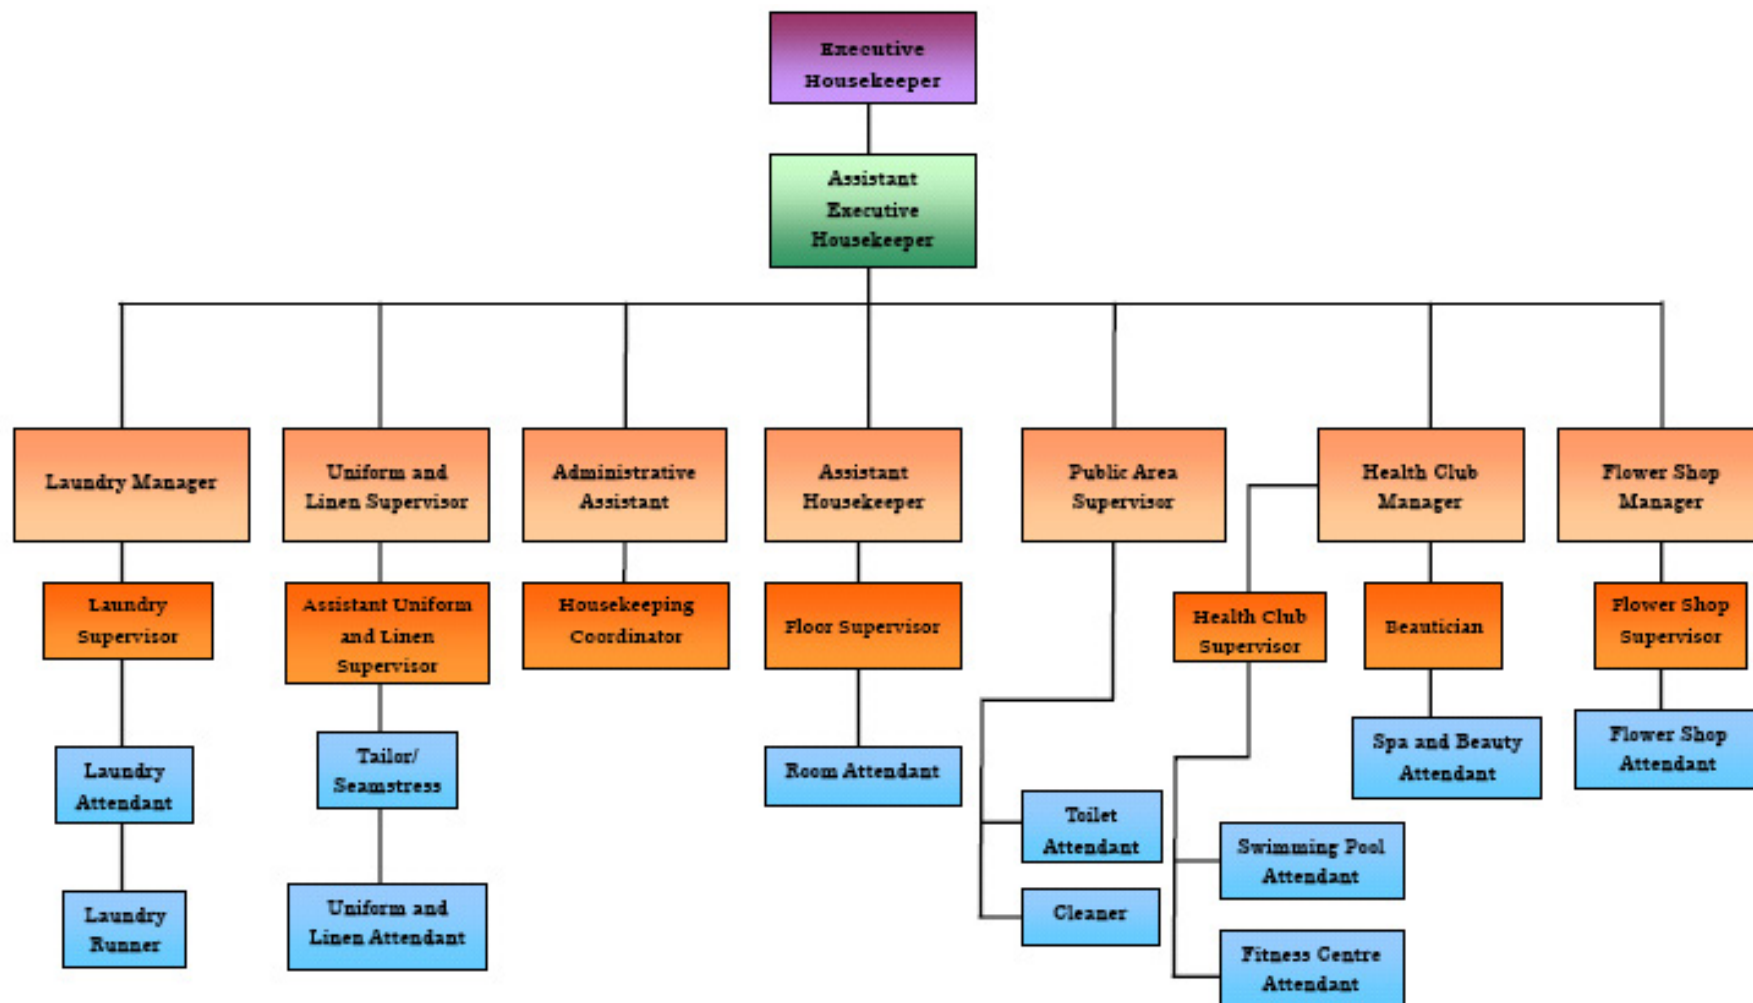 Executive
Housekeeper
Assistant
Executive
Housekeeper
Laundry Manager
Uniform and
Linen Supervisor
Administrative
Assistant
Assistant
Housekeeper
Public Area
Supervisor
Health Club
Manager
Flower Shop
Manager
Laundry
Supervisor
Assistant Uniform
and Linen
Supervisor
Housekeeping
Coordinator
Floor Supervisor
Health Club
Supervisor
Beautician
Flower Shop
Supervisor
Laundry
Attendant
Tailor/
Seamstress
Room Attendant
Spa and Beauty
Attendant
Flower Shop
Attendant
Toilet
Attendant
Swimming Pool
Attendant
Laundry
Runner
Uniform and
Linen Attendant
Cleaner
Fitness Centre
Attendant